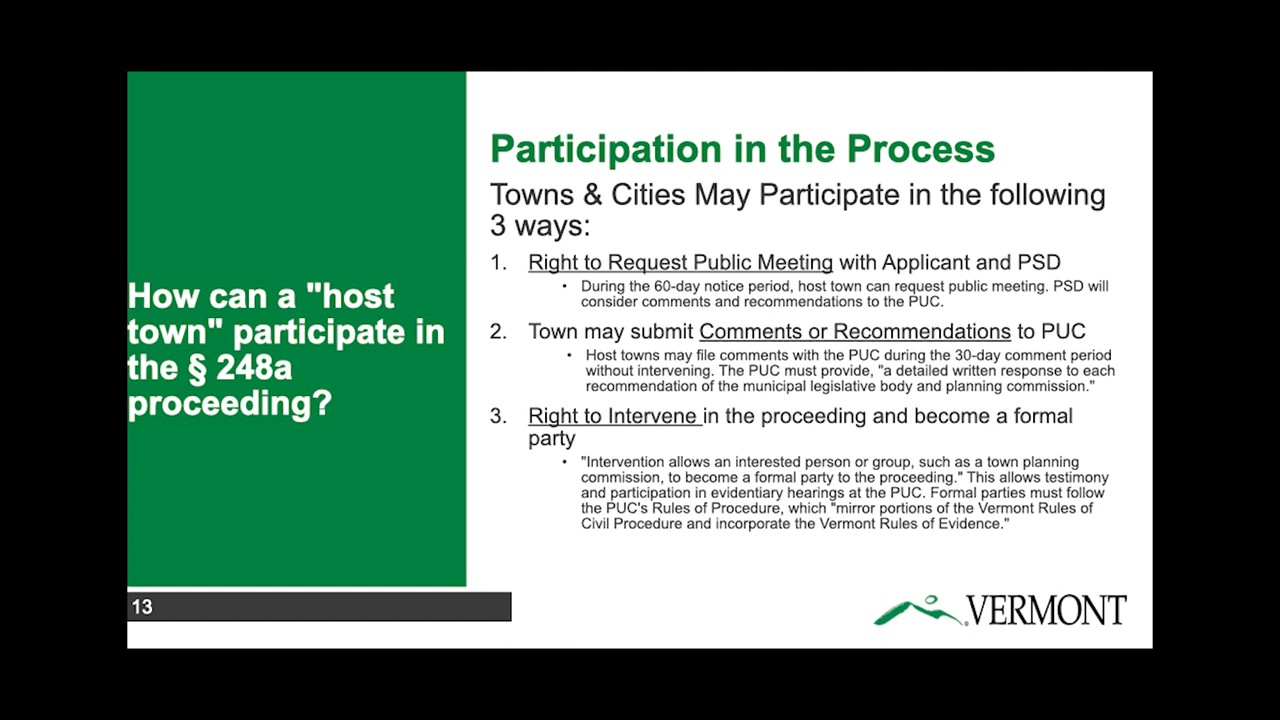 How can a "host
town" participate in
the § 248a
proceeding?
Participation in the Process
Towns & Cities May Participate in the following
3 ways:
1. Right to Request Public Meeting with Applicant and PSD
• During the 60-day notice period, host town can request public meeting. PSD will
consider comments and recommendations to the PUC.
2. Town may submit Comments or Recommendations to PUC
• Host towns may file comments with the PUC during the 30-day comment period
without intervening. The PUC must provide, "a detailed written response to each
recommendation of the municipal legislative body and planning commission."
3. Right to Intervene in the proceeding and become a formal
party
• "Intervention allows an interested person or group, such as a town planning
commission, to become a formal party to the proceeding." This allows testimony
and participation in evidentiary hearings at the PUC. Formal parties must follow
the PUC's Rules of Procedure, which "mirror portions of the Vermont Rules of
Civil Procedure and incorporate the Vermont Rules of Evidence."
13
VERMONT